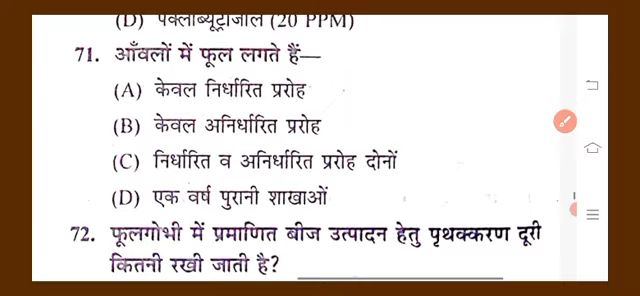 (D) पैक्लोब्यूट्राजोल (20 PPM)
71. आँवलों में फूल लगते हैं—
(A) केवल निर्धारित प्ररोह
(B) केवल अनिर्धारित प्ररोह
(C) निर्धारित व अनिर्धारित प्ररोह दोनों
(D) एक वर्ष पुरानी शाखाओं
72. फूलगोभी में प्रमाणित बीज उत्पादन हेतु पृथक्करण दूरी
कितनी रखी जाती है?